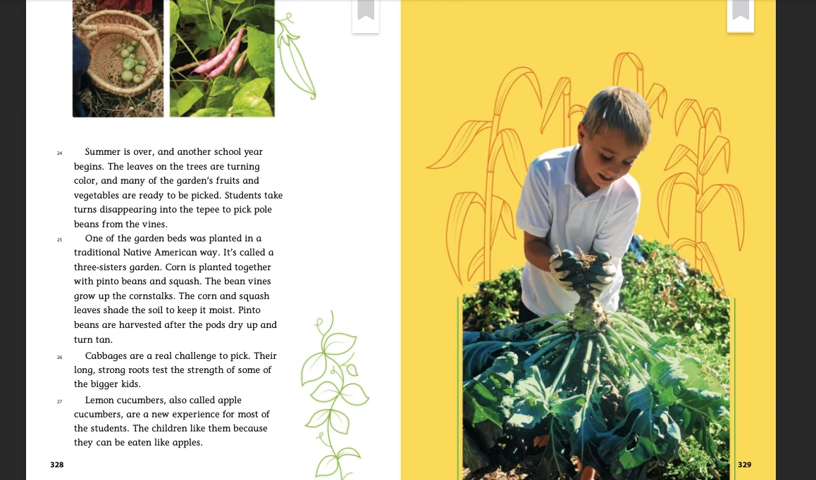 24 Summer is over, and another school year
begins. The leaves on the trees are turning
color, and many of the garden's fruits and
vegetables are ready to be picked. Students take
turns disappearing into the tepee to pick pole
beans from the vines.
25 One of the garden beds was planted in a
traditional Native American way. It's called a
three-sisters garden. Corn is planted together
with pinto beans and squash. The bean vines
grow up the cornstalks. The corn and squash
leaves shade the soil to keep it moist. Pinto
beans are harvested after the pods dry up and
turn tan.
26 Cabbages are a real challenge to pick. Their
long, strong roots test the strength of some of
the bigger kids.
27 Lemon cucumbers, also called apple
cucumbers, are a new experience for most of
the students. The children like them because
they can be eaten like apples.
328
329